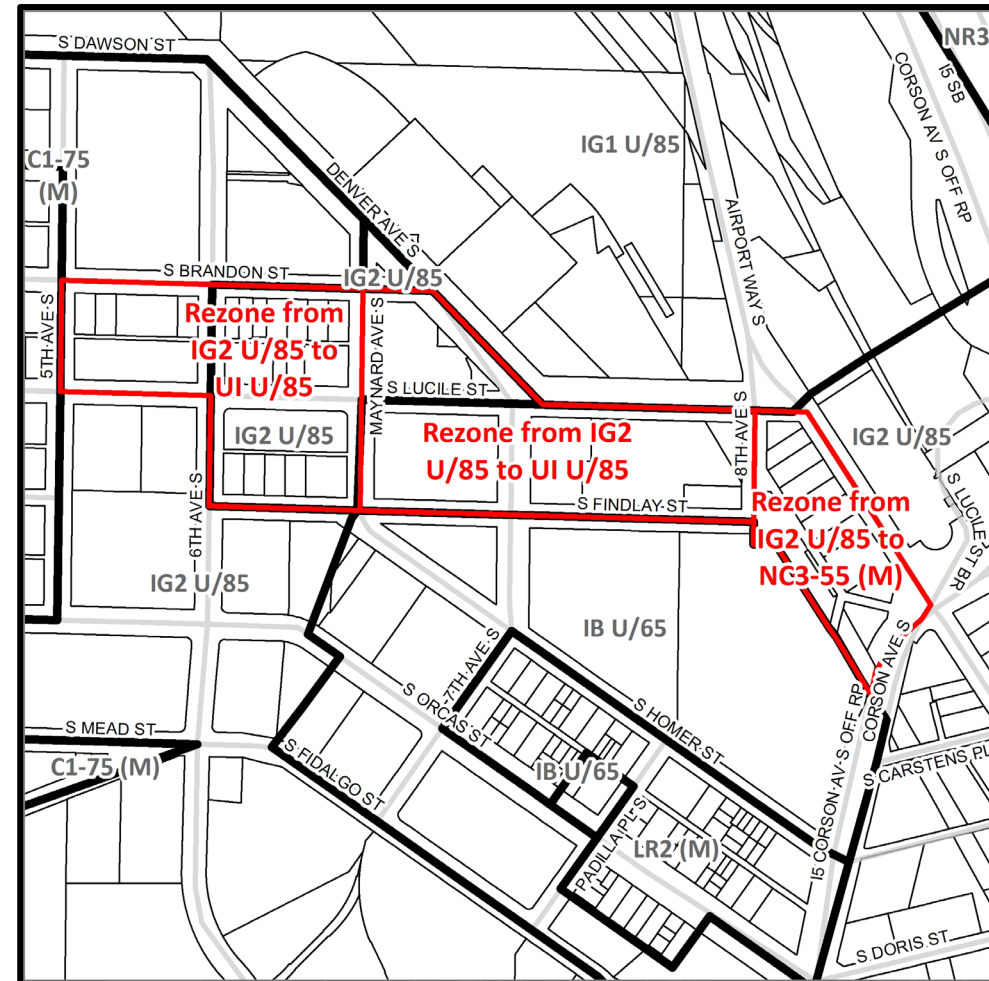 S DAWSON ST
NR3
I5 SB
CORSON AV S OFF RP
IG1 U/85
C1-75
(M)
DENVER AVE S
AIRPORT WAY S
S BRANDON ST
IG2 U/85
5TH AVE S
Rezone from
IG2 U/85 to
UI U/85
MAYNARD AVE S
S LUCILE ST
8TH AVE S
Rezone from IG2
U/85 to UI U/85
IG2 U/85
IG2 U/85
S LUCILE ST BR
6TH AVE S
S FINDLAY ST
Rezone from
IG2 U/85 to
NC3-55 (M)
IG2 U/85
IB U/65
CORSON AVE S
7TH AVE S
S ORCAS ST
S HOMER ST
I5 CORSON AV S OFF RP
S MEAD ST
C1-75 (M)
S FIDALGO ST
IB U/65
S CARSTENS PL
PADILLA PL S
LR2 (M)
S DORIS ST